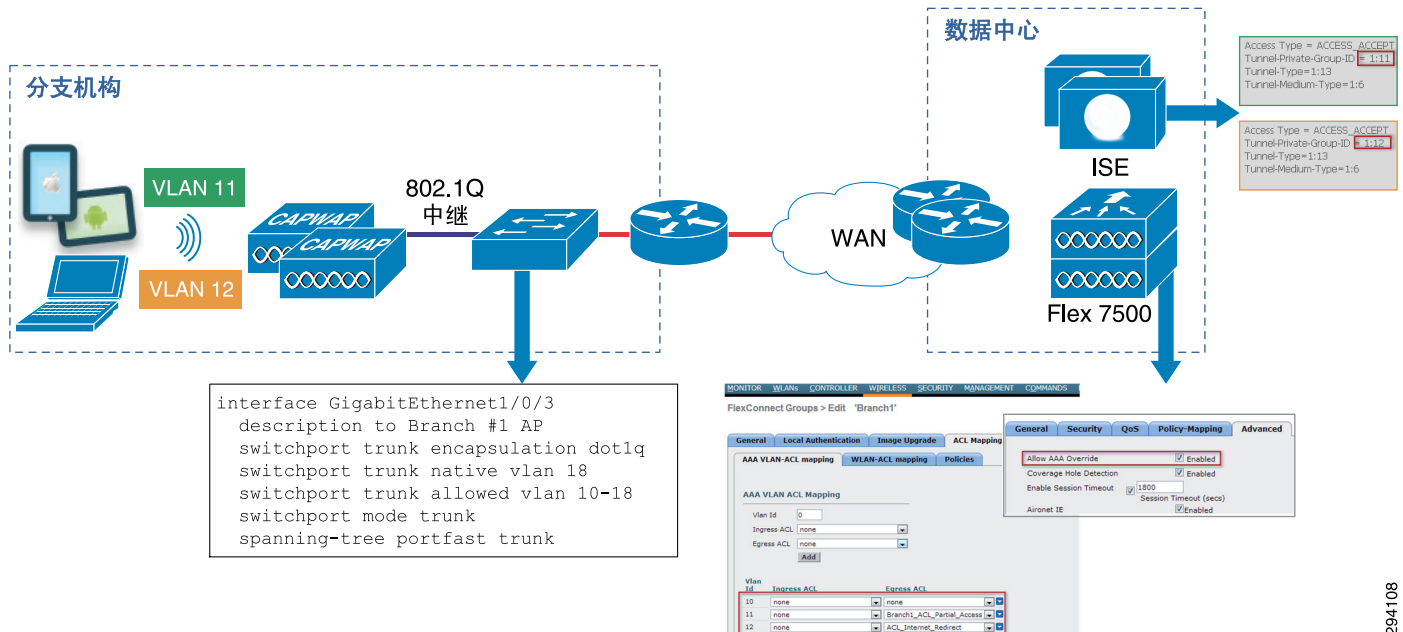 数据中心
Access Type = ACCESS_ACCEPT
Tunnel-Private-Group-ID = 1:11
Tunnel-Type=1:13
Tunnel-Medium-Type=1:6
分支机构
Access Type = ACCESS_ACCEPT
Tunnel-Private-Group-ID = 1:12
Tunnel-Type=1:13
Tunnel-Medium-Type=1:6
ISE
VLAN 11
802.1Q
中继
CAPWAP
CAPWAP
WAN
VLAN 12
Flex 7500
interface GigabitEthernet1/0/3
description to Branch #1 AP
switchport trunk encapsulation dot1q
switchport trunk native vlan 18
switchport trunk allowed vlan 10-18
switchport mode trunk
spanning-tree portfast trunk
MONITOR WLANs CONTROLLER WIRELESS SECURITY MANAGEMENT COMMANDS
FlexConnect Groups > Edit 'Branch1'
General Local Authentication Image Upgrade ACL Mapping
AAA VLAN-ACL mapping WLAN-ACL mapping Policies
AAA VLAN ACL Mapping
Vlan Id 0
Ingress ACL none
Egress ACL none
Add
Vlan
Id Ingress ACL Egress ACL
10 none none
11 none Branch1_ACL_Partial_Access
12 none ACL_Internet_Redirect
General Security QoS Policy-Mapping Advanced
Allow AAA Override Enabled
Coverage Hole Detection Enabled
Enable Session Timeout 1800
Session Timeout (secs)
Aironet IE Enabled
294108